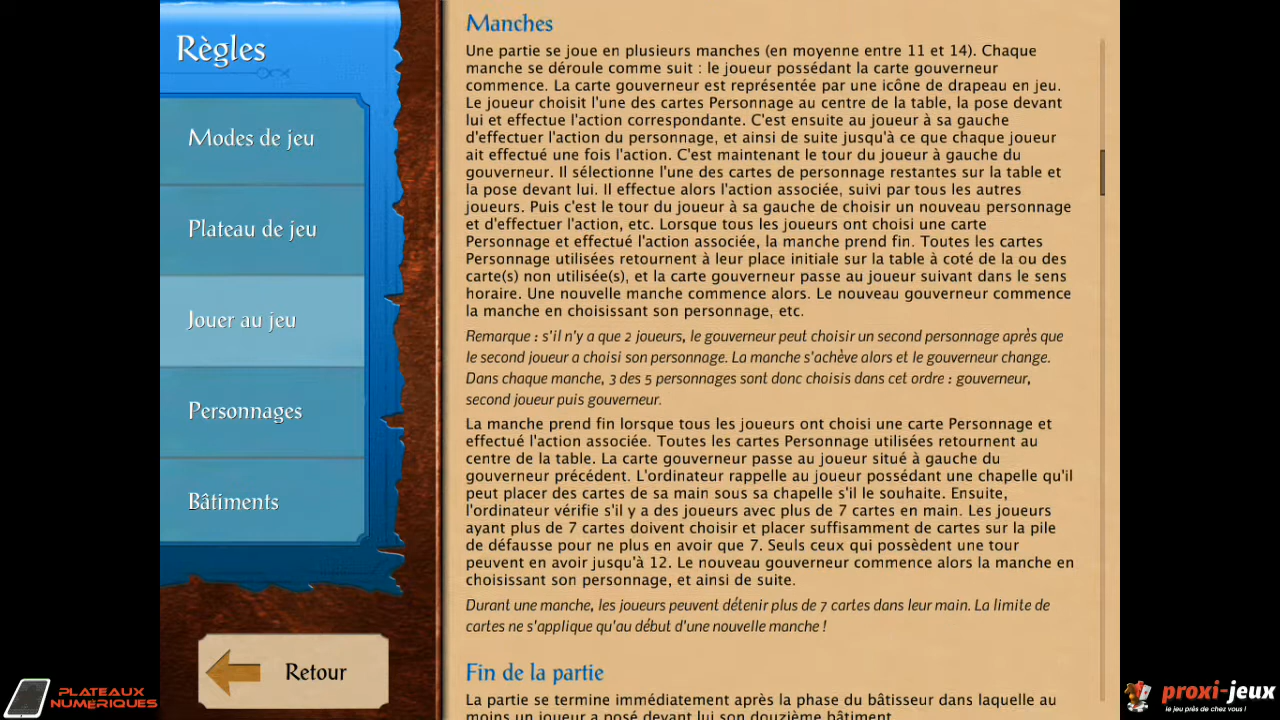 Règles
Modes de jeu
Plateau de jeu
Jouer au jeu
Personnages
Bâtiments
Retour
Manches
Une partie se joue en plusieurs manches (en moyenne entre 11 et 14). Chaque
manche se déroule comme suit : le joueur possédant la carte gouverneur
commence. La carte gouverneur est représentée par une icône de drapeau en jeu.
Le joueur choisit l'une des cartes Personnage au centre de la table, la pose devant
lui et effectue l'action correspondante. C'est ensuite au joueur à sa gauche
d'effectuer l'action du personnage, et ainsi de suite jusqu'à ce que chaque joueur
ait effectué une fois l'action. C'est maintenant le tour du joueur à gauche du
gouverneur. Il sélectionne l'une des cartes de personnage restantes sur la table et
la pose devant lui. Il effectue alors l'action associée, suivi par tous les autres
joueurs. Puis c'est le tour du joueur à sa gauche de choisir un nouveau personnage
et d'effectuer l'action, etc. Lorsque tous les joueurs ont choisi une carte
Personnage et effectué l'action associée, la manche prend fin. Toutes les cartes
Personnage utilisées retournent à leur place initiale sur la table à coté de la ou des
carte(s) non utilisée(s), et la carte gouverneur passe au joueur suivant dans le sens
horaire. Une nouvelle manche commence alors. Le nouveau gouverneur commence
la manche en choisissant son personnage, etc.
Remarque : s'il n'y a que 2 joueurs, le gouverneur peut choisir un second personnage après que
le second joueur a choisi son personnage. La manche s'achève alors et le gouverneur change.
Dans chaque manche, 3 des 5 personnages sont donc choisis dans cet ordre : gouverneur,
second joueur puis gouverneur.
La manche prend fin lorsque tous les joueurs ont choisi une carte Personnage et
effectué l'action associée. Toutes les cartes Personnage utilisées retournent au
centre de la table. La carte gouverneur passe au joueur situé à gauche du
gouverneur précédent. L'ordinateur rappelle au joueur possédant une chapelle qu'il
peut placer des cartes de sa main sous sa chapelle s'il le souhaite. Ensuite,
l'ordinateur vérifie s'il y a des joueurs avec plus de 7 cartes en main. Les joueurs
ayant plus de 7 cartes doivent choisir et placer suffisamment de cartes sur la pile
de défausse pour ne plus en avoir que 7. Seuls ceux qui possèdent une tour
peuvent en avoir jusqu'à 12. Le nouveau gouverneur commence alors la manche en
choisissant son personnage, et ainsi de suite.
Durant une manche, les joueurs peuvent détenir plus de 7 cartes dans leur main. La limite de
cartes ne s'applique qu'au début d'une nouvelle manche !
Fin de la partie
La partie se termine immédiatement après la phase du bâtisseur dans laquelle au
moins un joueur a posé devant lui son douzième bâtiment.
PLATEAUX
NUMÉRIQUES
proxi-jeux
le jeu près de chez vous !